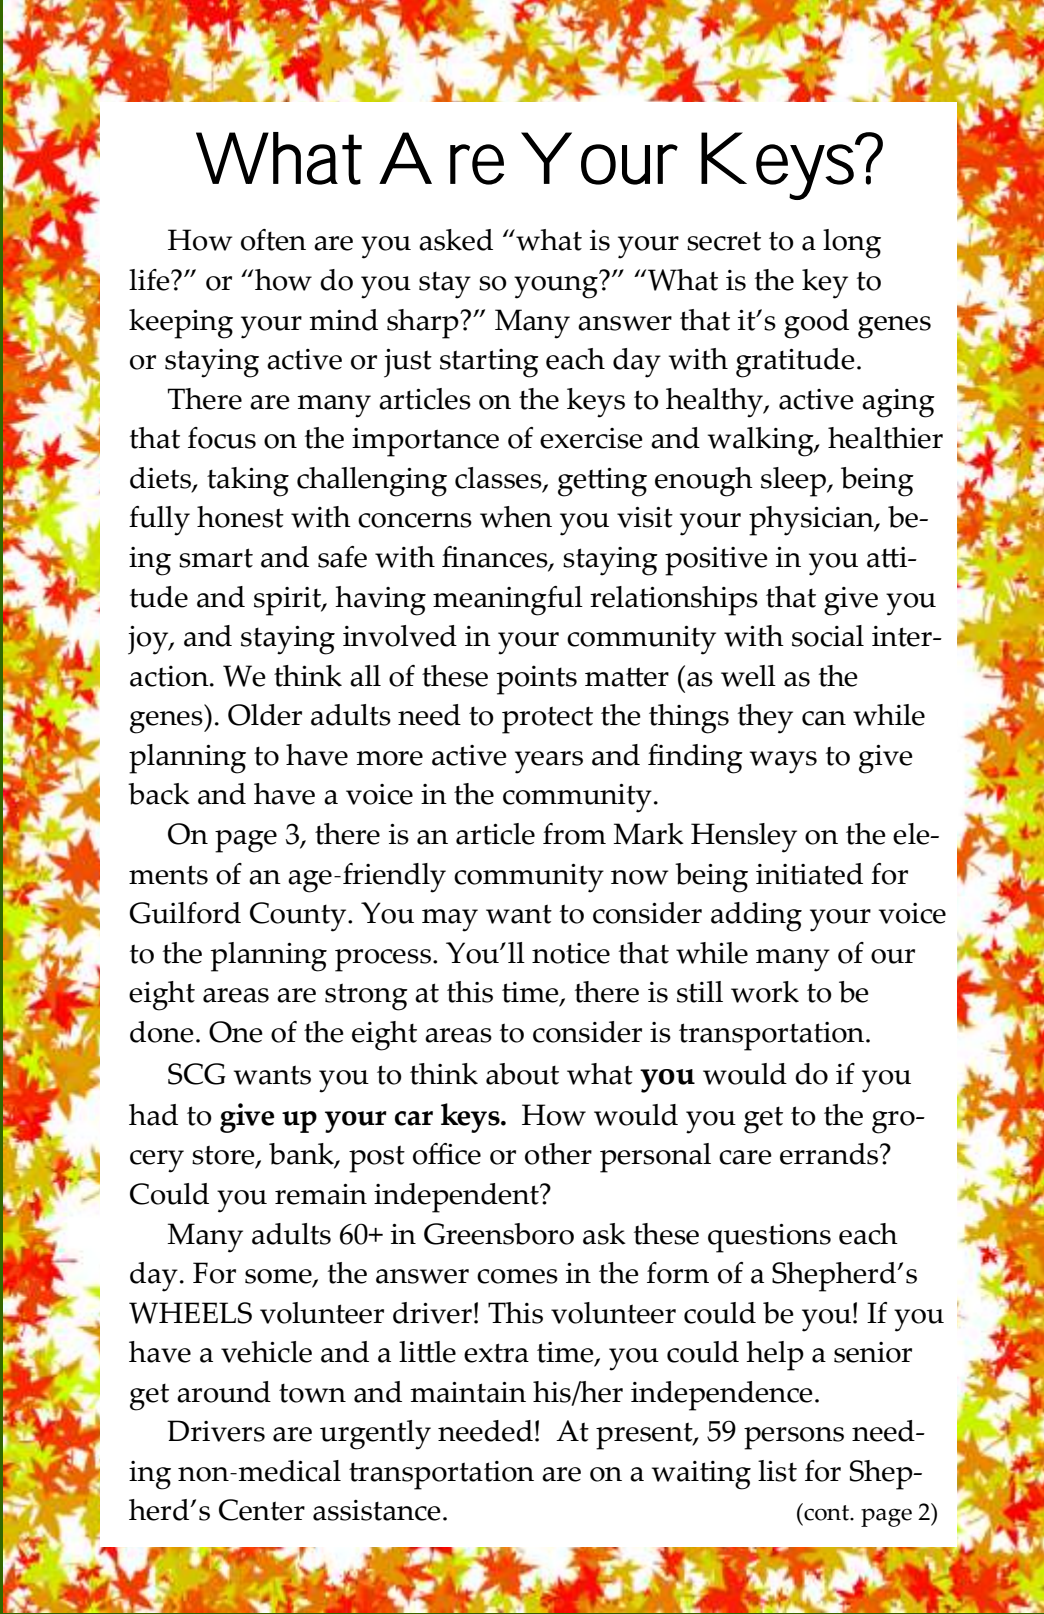 What Are Your Keys?
How often are you asked “what is your secret to a long
life?” or “how do you stay so young?” “What is the key to
keeping your mind sharp?” Many answer that it’s good genes
or staying active or just starting each day with gratitude.
There are many articles on the keys to healthy, active aging
that focus on the importance of exercise and walking, healthier
diets, taking challenging classes, getting enough sleep, being
fully honest with concerns when you visit your physician, be-
ing smart and safe with finances, staying positive in you atti-
tude and spirit, having meaningful relationships that give you
joy, and staying involved in your community with social inter-
action. We think all of these points matter (as well as the
genes). Older adults need to protect the things they can while
planning to have more active years and finding ways to give
back and have a voice in the community.
On page 3, there is an article from Mark Hensley on the ele-
ments of an age-friendly community now being initiated for
Guilford County. You may want to consider adding your voice
to the planning process. You’ll notice that while many of our
eight areas are strong at this time, there is still work to be
done. One of the eight areas to consider is transportation.
SCG wants you to think about what you would do if you
had to give up your car keys.  How would you get to the gro-
cery store, bank, post office or other personal care errands?
Could you remain independent?
Many adults 60+ in Greensboro ask these questions each
day. For some, the answer comes in the form of a Shepherd’s
WHEELS volunteer driver! This volunteer could be you! If you
have a vehicle and a little extra time, you could help a senior
get around town and maintain his/her independence.
Drivers are urgently needed!  At present, 59 persons need-
ing non-medical transportation are on a waiting list for Shep-
herd’s Center assistance. (cont. page 2)